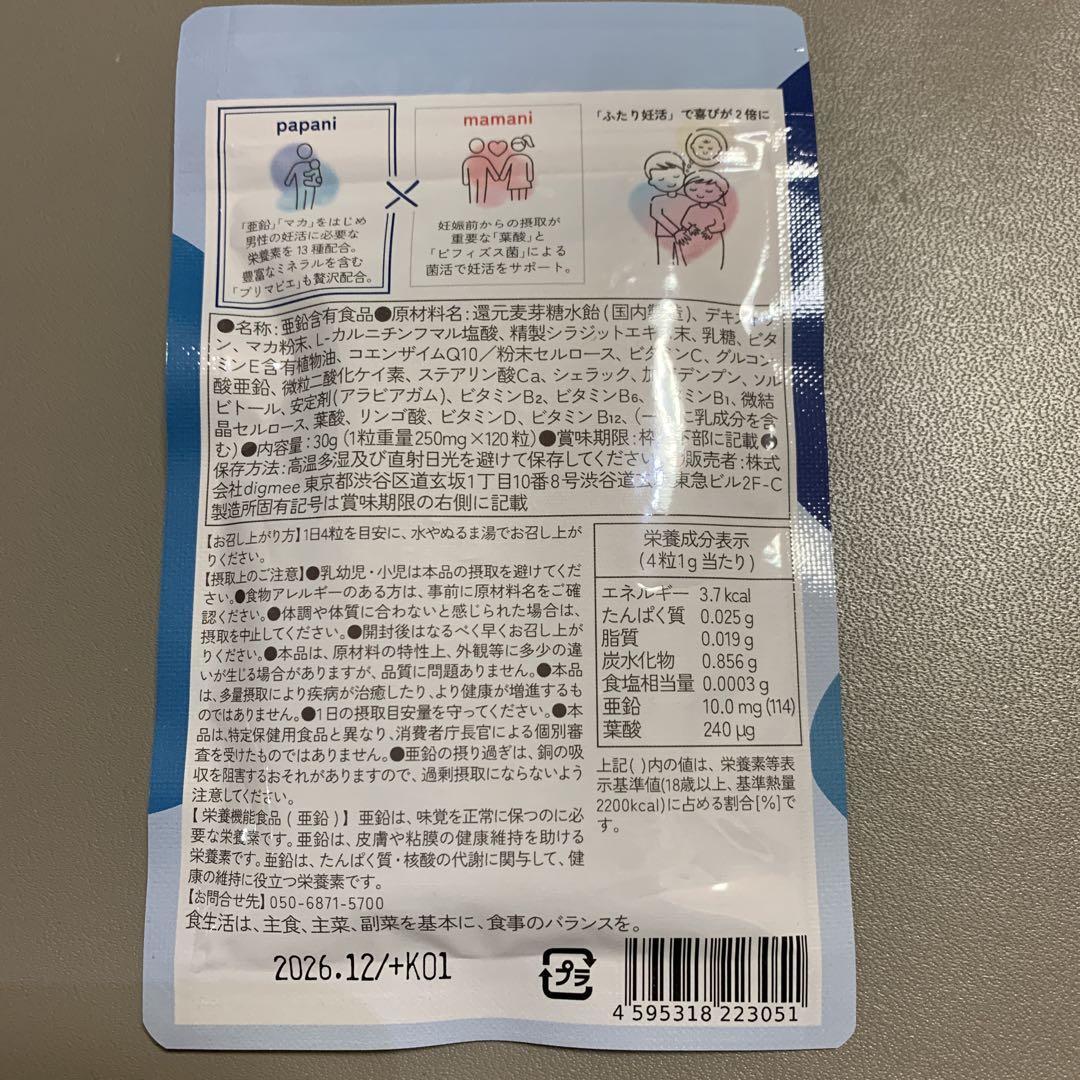 papani
「亜鉛」「マカ」をはじめ
男性の妊活に必要な
栄養素を13種配合。
豊富なミネラルを含む
「プリマビエ」も贅沢配合。
×
mamani
妊娠前からの摂取が
重要な「葉酸」と
「ビフィズス菌」による
菌活で妊活をサポート。
「ふたり妊活」で喜びが2倍に
●名称:亜鉛含有食品●原材料名:還元麦芽糖水飴(国内製造)、デキストリ
ン、マカ粉末、L-カルニチンフマル塩酸、精製シラジットエキス末、乳糖、ビタ
ミンE含有植物油、コエンザイムQ10/粉末セルロース、ビタミンC、グルコン
酸亜鉛、微粒二酸化ケイ素、ステアリン酸Ca、シェラック、加工デンプン、ソル
ビトール、安定剤(アラビアガム)、ビタミンB₂、ビタミンB₆、ビタミンB₁、微結
晶セルロース、葉酸、リンゴ酸、ビタミンD、ビタミンB₁₂、(一部に乳成分を含
む)●内容量:30g(1粒重量250mg×120粒)●賞味期限:枠外下部に記載●
保存方法:高温多湿及び直射日光を避けて保存してください。●販売者:株式
会社digmee 東京都渋谷区道玄坂1丁目10番8号渋谷道玄坂東急ビル2F-C
製造所固有記号は賞味期限の右側に記載
【お召し上がり方】1日4粒を目安に、水やぬるま湯でお召し上が
りください。
【摂取上のご注意】●乳幼児・小児は本品の摂取を避けてくだ
さい。●食物アレルギーのある方は、事前に原材料名をご確
認ください。●体調や体質に合わないと感じられた場合は、
摂取を中止してください。●開封後はなるべく早くお召し上が
りください。●本品は、原材料の特性上、外観等に多少の違
いが生じる場合がありますが、品質に問題ありません。●本品
は、多量摂取により疾病が治癒したり、より健康が増進するも
のではありません。●1日の摂取目安量を守ってください。●本
品は、特定保健用食品と異なり、消費者庁長官による個別審
査を受けたものではありません。●亜鉛の摂り過ぎは、銅の吸
収を阻害するおそれがありますので、過剰摂取にならないよう
注意してください。
【栄養機能食品(亜鉛)】亜鉛は、味覚を正常に保つのに必
要な栄養素です。亜鉛は、皮膚や粘膜の健康維持を助ける
栄養素です。亜鉛は、たんぱく質・核酸の代謝に関与して、健
康の維持に役立つ栄養素です。
【お問合せ先】050-6871-5700
食生活は、主食、主菜、副菜を基本に、食事のバランスを。
栄養成分表示
(4粒1g当たり)
エネルギー 3.7kcal
たんぱく質 0.025g
脂質 0.019g
炭水化物 0.856g
食塩相当量 0.0003g
亜鉛 10.0mg(114)
葉酸 240μg
上記( )内の値は、栄養素等表
示基準値(18歳以上、基準熱量
2200kcal)に占める割合[%]で
す。
2026.12/+K01
プラ
4 595318 223051